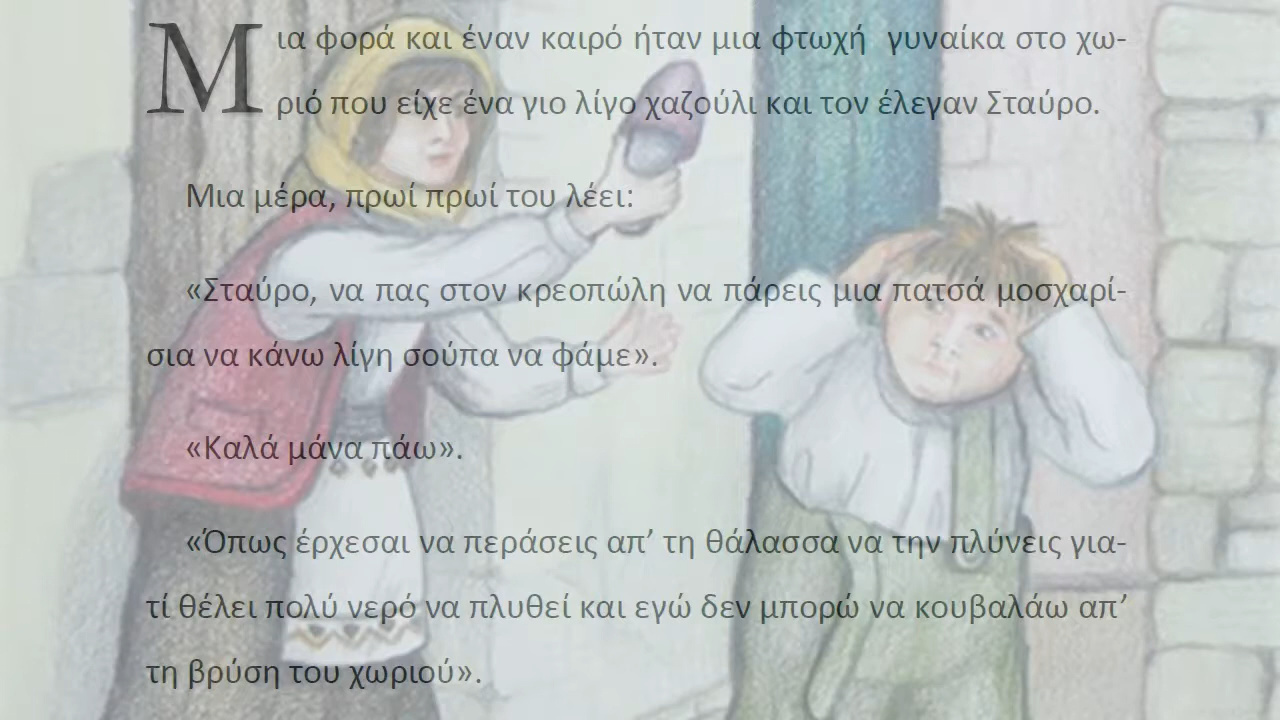 Μια φορά και έναν καιρό ήταν μια φτωχή γυναίκα στο χω-
ριό που είχε ένα γιο λίγο χαζούλι και τον έλεγαν Σταύρο.
Μια μέρα, πρωί πρωί του λέει:
«Σταύρο, να πας στον κρεοπώλη να πάρεις μια πατσά μοσχαρί-
σια να κάνω λίγη σούπα να φάμε».
«Καλά μάνα πάω».
«Όπως έρχεσαι να περάσεις απ’ τη θάλασσα να την πλύνεις για-
τί θέλει πολύ νερό να πλυθεί και εγώ δεν μπορώ να κουβαλάω απ’
τη βρύση του χωριού».